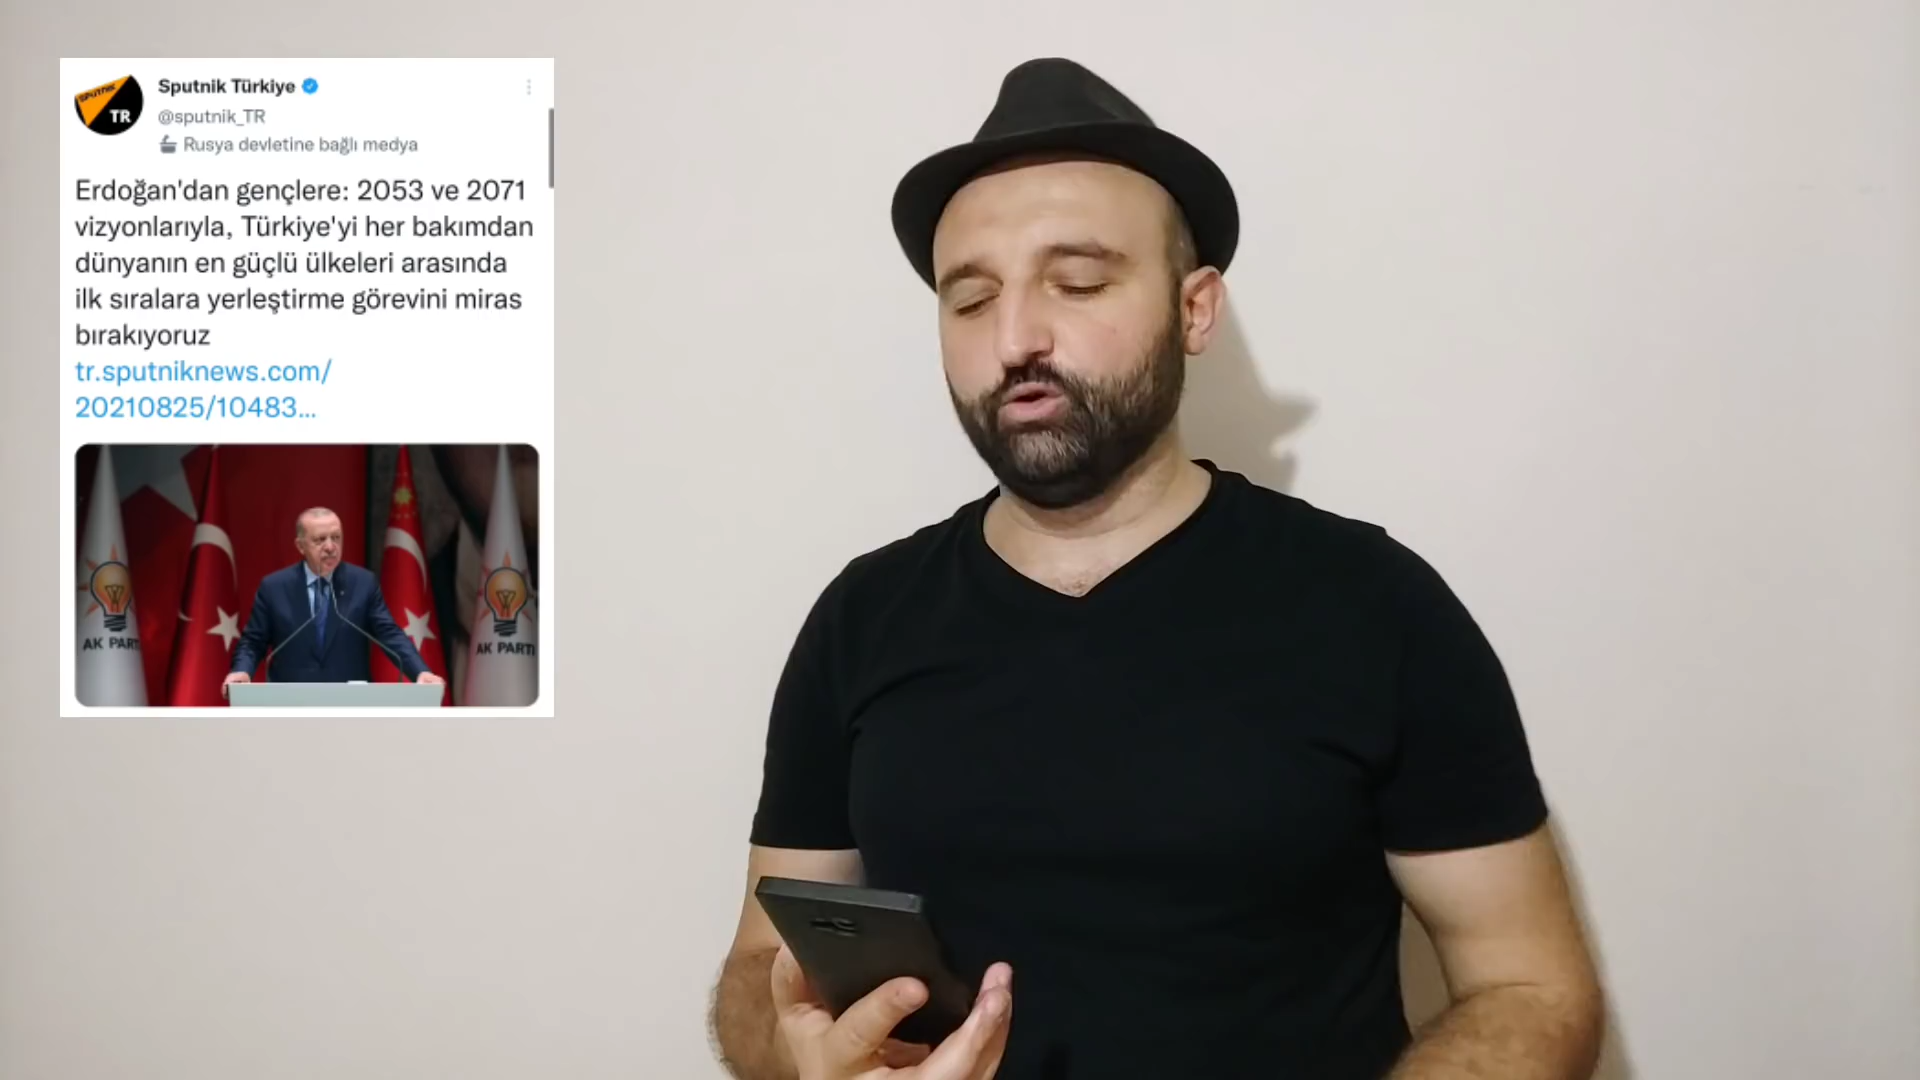 Sputnik Türkiye
@sputnik_TR
Rusya devletine bağlı medya
Erdoğan'dan gençlere: 2053 ve 2071
vizyonlarıyla, Türkiye'yi her bakımdan
dünyanın en güçlü ülkeleri arasında
ilk sıralara yerleştirme görevini miras
bırakıyoruz
tr.sputniknews.com/
20210825/10483...
SPUTNIK
TR
AK PARTİ
AK PARTİ